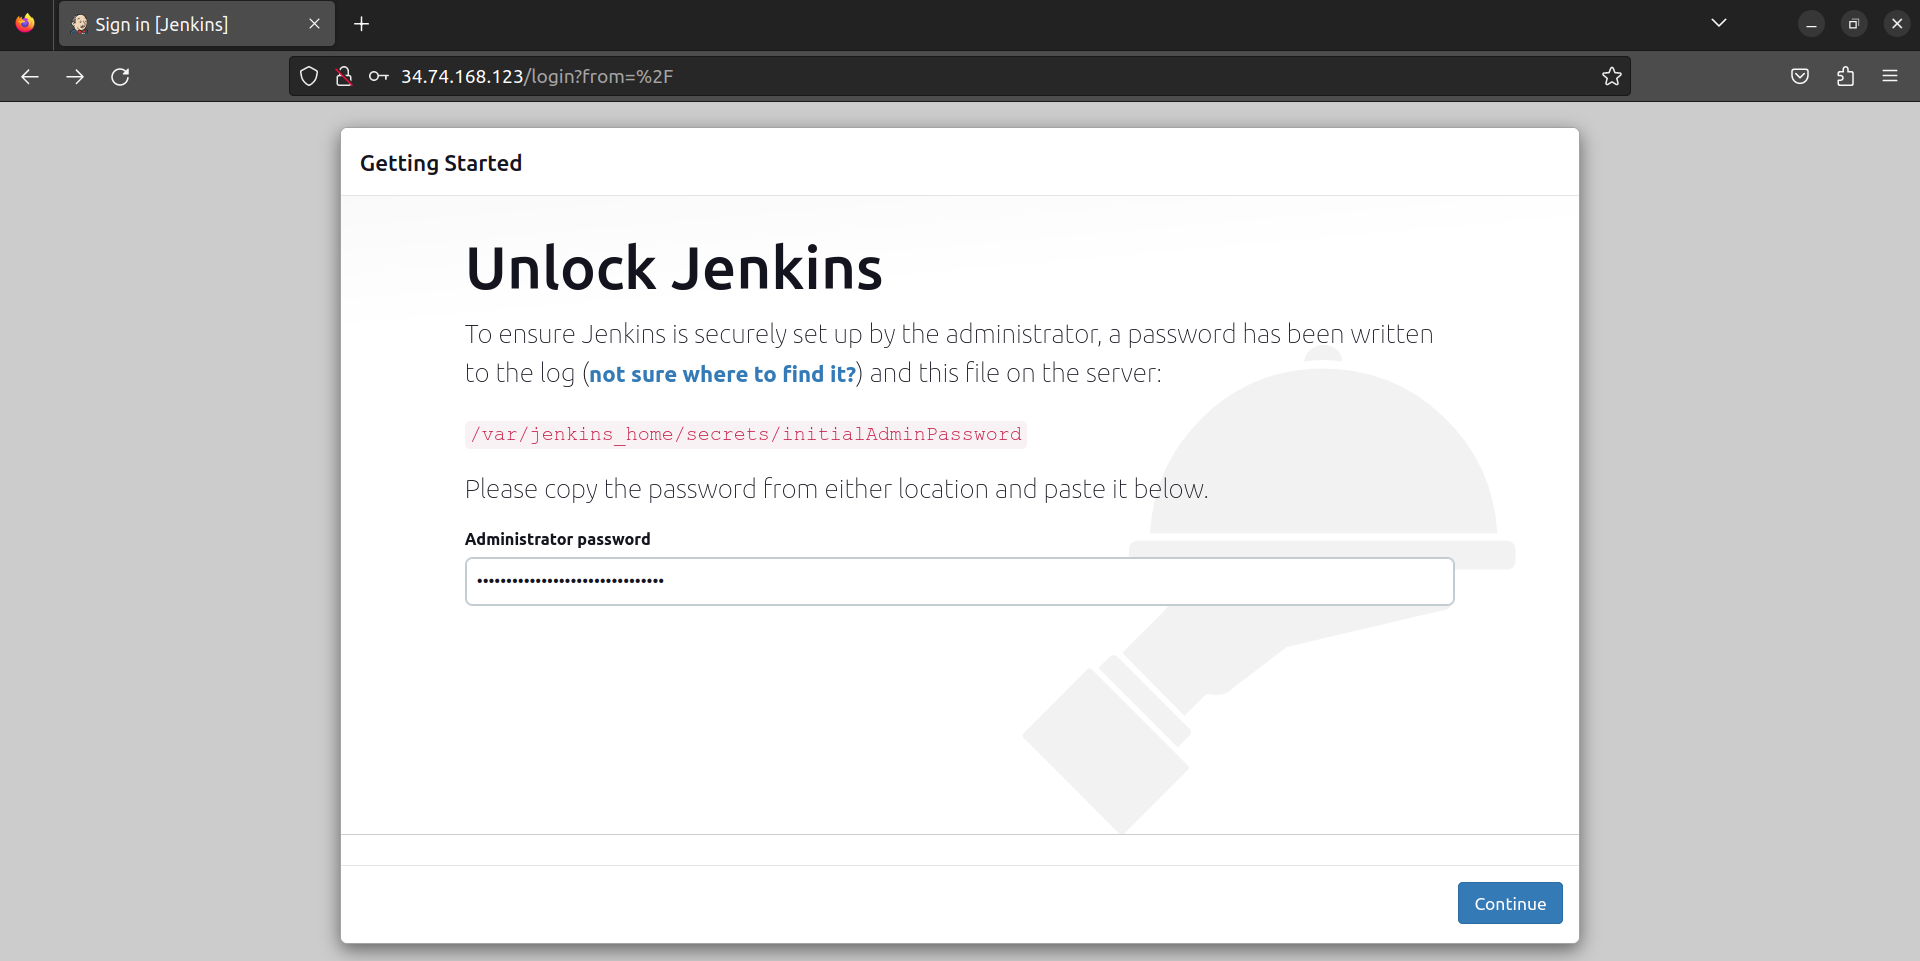 Sign in [Jenkins]
34.74.168.123/login?from=%2F
Getting Started
Unlock Jenkins
To ensure Jenkins is securely set up by the administrator, a password has been written
to the log (not sure where to find it?) and this file on the server:
/var/jenkins_home/secrets/initialAdminPassword
Please copy the password from either location and paste it below.
Administrator password
••••••••••••••••••••••••••••••••
Continue